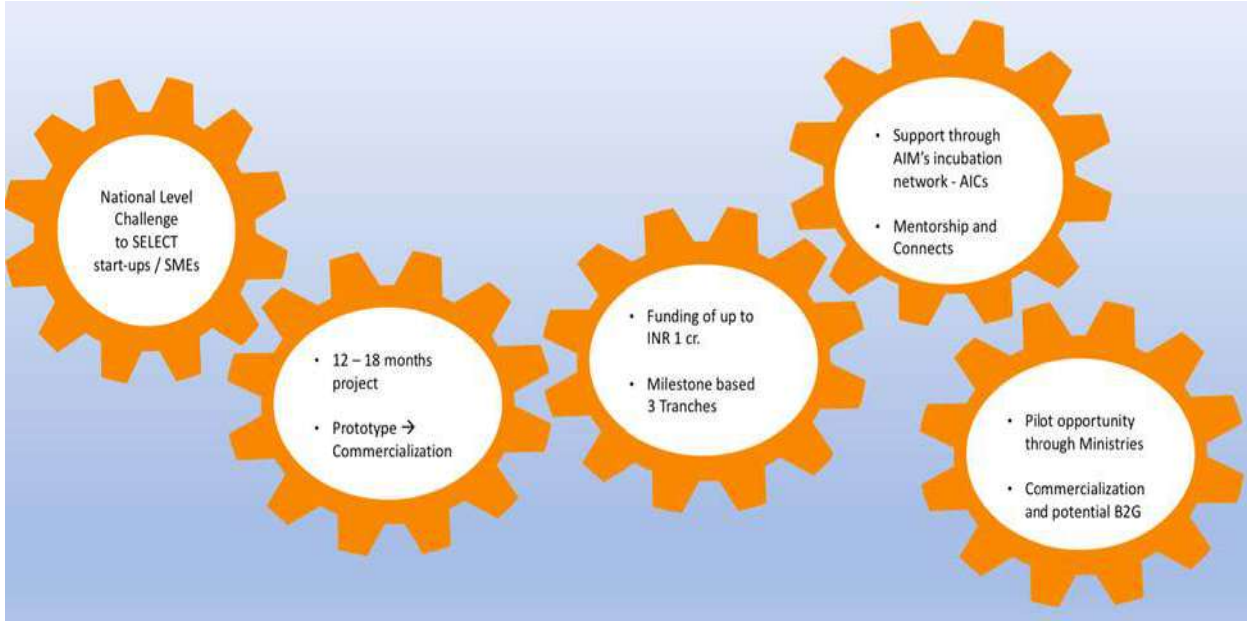 National Level
Challenge
to SELECT
start-ups / SMEs
• 12 – 18 months
project
• Prototype →
Commercialization
• Funding of up to
INR 1 cr.
• Milestone based
3 Tranches
• Support through
AIM's incubation
network - AICs
• Mentorship and
Connects
• Pilot opportunity
through Ministries
• Commercialization
and potential B2G